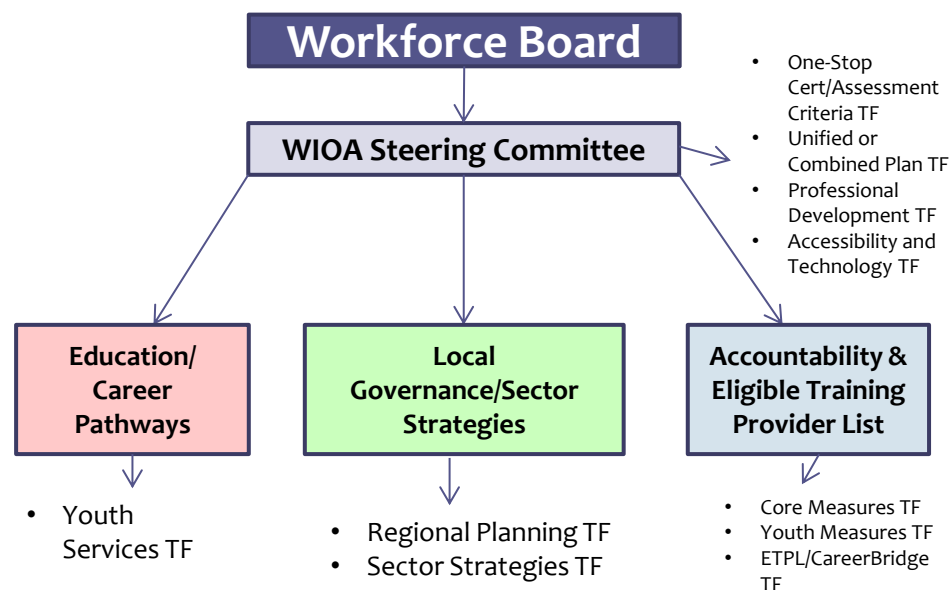 Workforce Board
WIOA Steering Committee
• One-Stop
Cert/Assessment
Criteria TF
• Unified or
Combined Plan TF
• Professional
Development TF
• Accessibility and
Technology TF
Education/
Career
Pathways
Local
Governance/Sector
Strategies
Accountability &
Eligible Training
Provider List
• Youth
Services TF
• Regional Planning TF
• Sector Strategies TF
• Core Measures TF
• Youth Measures TF
• ETPL/CareerBridge
TF